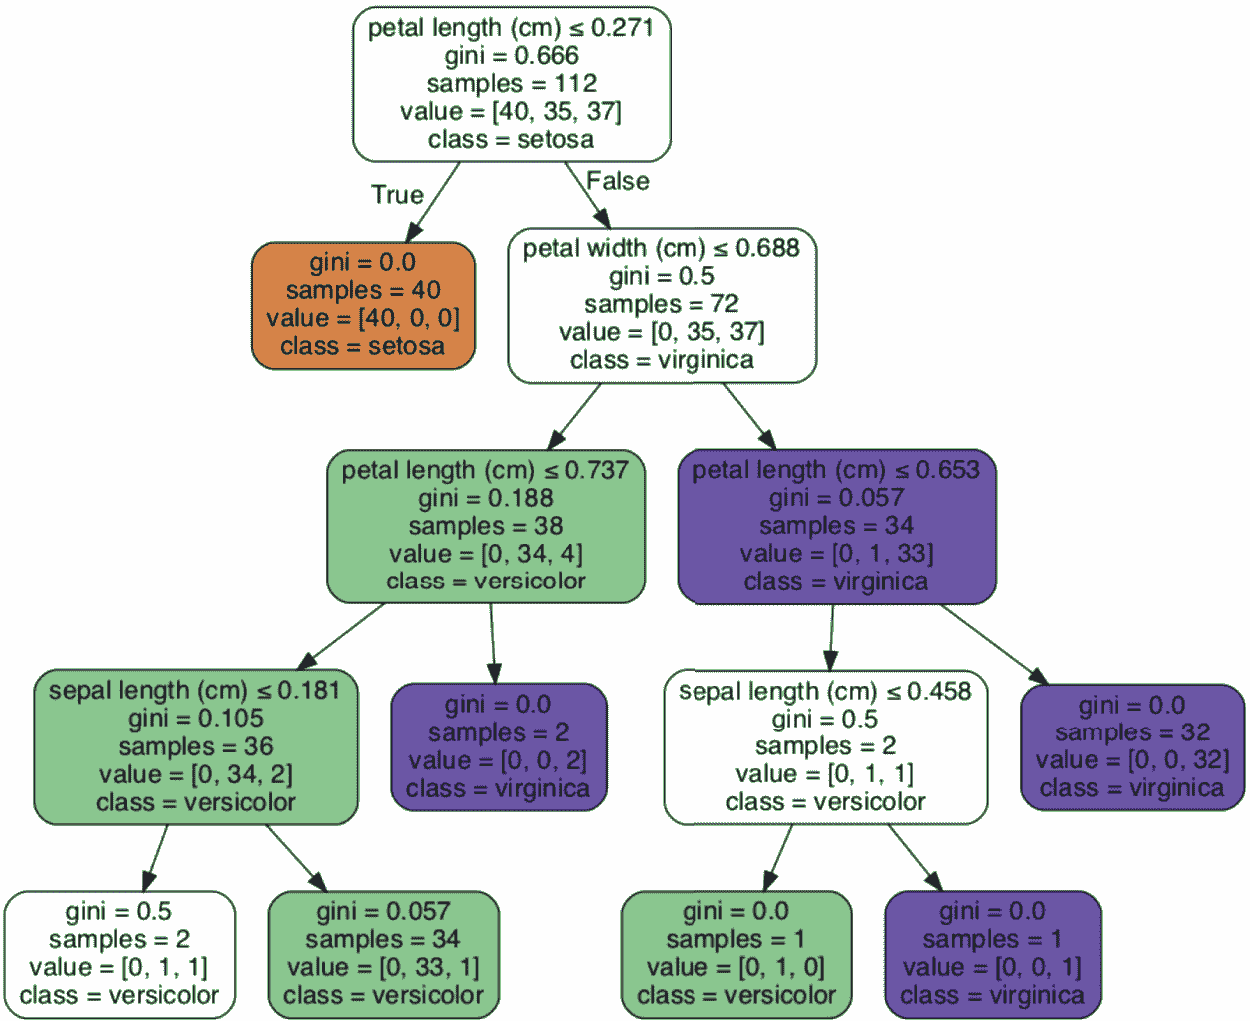 petal length (cm) ≤ 0.271
gini = 0.666
samples = 112
value = [40, 35, 37]
class = setosa
True
False
gini = 0.0
samples = 40
value = [40, 0, 0]
class = setosa
petal width (cm) ≤ 0.688
gini = 0.5
samples = 72
value = [0, 35, 37]
class = virginica
petal length (cm) ≤ 0.737
gini = 0.188
samples = 38
value = [0, 34, 4]
class = versicolor
petal length (cm) ≤ 0.653
gini = 0.057
samples = 34
value = [0, 1, 33]
class = virginica
sepal length (cm) ≤ 0.181
gini = 0.105
samples = 36
value = [0, 34, 2]
class = versicolor
gini = 0.0
samples = 2
value = [0, 0, 2]
class = virginica
sepal length (cm) ≤ 0.458
gini = 0.5
samples = 2
value = [0, 1, 1]
class = versicolor
gini = 0.0
samples = 32
value = [0, 0, 32]
class = virginica
gini = 0.5
samples = 2
value = [0, 1, 1]
class = versicolor
gini = 0.057
samples = 34
value = [0, 33, 1]
class = versicolor
gini = 0.0
samples = 1
value = [0, 1, 0]
class = versicolor
gini = 0.0
samples = 1
value = [0, 0, 1]
class = virginica